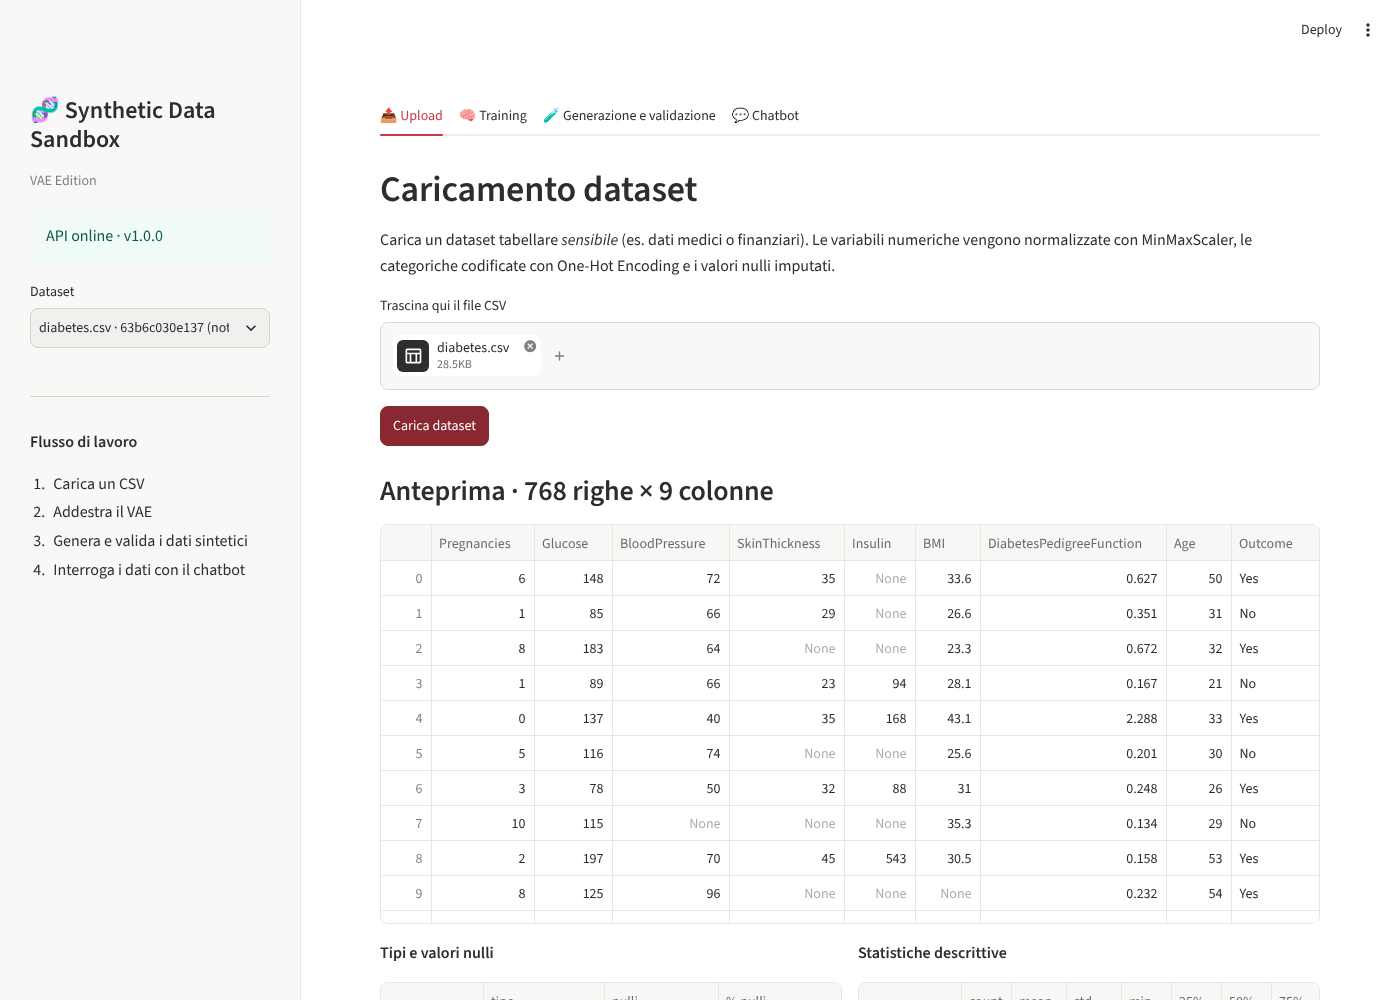 Deploy
🧬 Synthetic Data
Sandbox
VAE Edition
API online · v1.0.0
Dataset
diabetes.csv · 63b6c030e137 (not
Flusso di lavoro
1. Carica un CSV
2. Addestra il VAE
3. Genera e valida i dati sintetici
4. Interroga i dati con il chatbot
📤 Upload 🧠 Training 🧪 Generazione e validazione 💬 Chatbot
Caricamento dataset
Carica un dataset tabellare sensibile (es. dati medici o finanziari). Le variabili numeriche vengono normalizzate con MinMaxScaler, le
categoriche codificate con One-Hot Encoding e i valori nulli imputati.
Trascina qui il file CSV
diabetes.csv
28.5KB
Carica dataset
Anteprima · 768 righe × 9 colonne
Pregnancies Glucose BloodPressure SkinThickness Insulin BMI DiabetesPedigreeFunction Age Outcome
0 6 148 72 35 None 33.6 0.627 50 Yes
1 1 85 66 29 None 26.6 0.351 31 No
2 8 183 64 None None 23.3 0.672 32 Yes
3 1 89 66 23 94 28.1 0.167 21 No
4 0 137 40 35 168 43.1 2.288 33 Yes
5 5 116 74 None None 25.6 0.201 30 No
6 3 78 50 32 88 31 0.248 26 Yes
7 10 115 None None None 35.3 0.134 29 No
8 2 197 70 45 543 30.5 0.158 53 Yes
9 8 125 96 None None None 0.232 54 Yes
Tipi e valori nulli
Statistiche descrittive
tipo nulli % nulli
count mean std min 25% 50% 75%